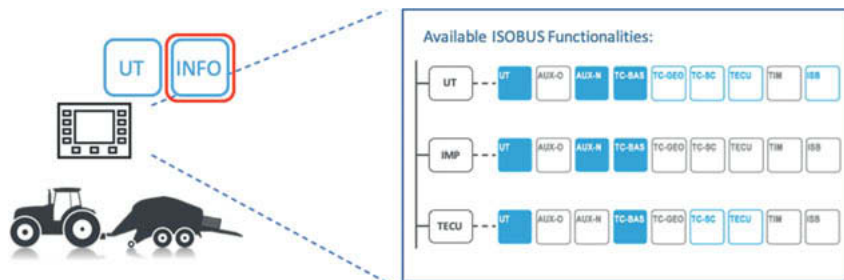 Available ISOBUS Functionalities:
UT INFO
UT UT AUX-O AUX-N TC-BAS TC-GEO TC-SC TECU TIM ISB
IMP UT AUX-O AUX-N TC-BAS TC-GEO TC-SC TECU TIM ISB
TECU UT AUX-O AUX-N TC-BAS TC-GEO TC-SC TECU TIM ISB